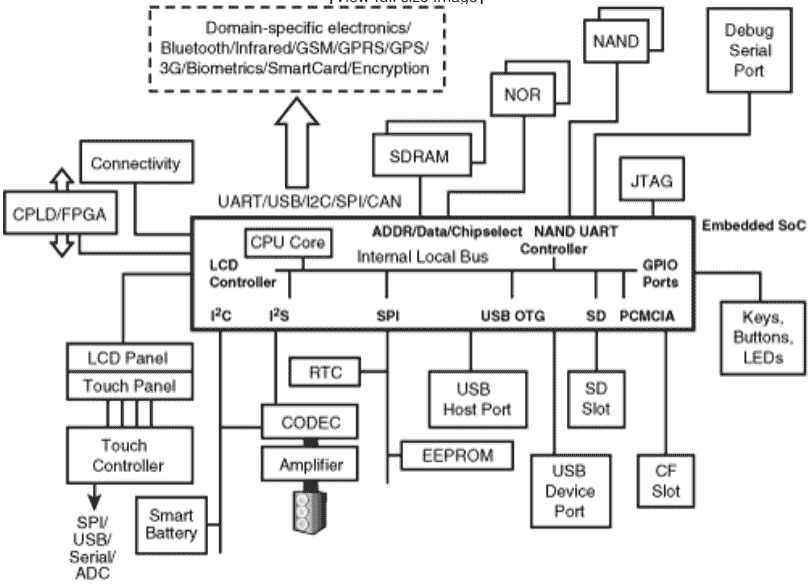 [View full size image]
Domain-specific electronics/
Bluetooth/Infrared/GSM/GPRS/GPS/
3G/Biometrics/SmartCard/Encryption
NAND
Debug
Serial
Port
NOR
SDRAM
Connectivity
JTAG
CPLD/FPGA
UART/USB/I2C/SPI/CAN
ADDR/Data/Chipselect
NAND UART
Controller
Embedded SoC
CPU Core
Internal Local Bus
LCD
Controller
GPIO
Ports
I²C
I²S
SPI
USB OTG
SD
PCMCIA
Keys,
Buttons,
LEDs
LCD Panel
Touch Panel
RTC
USB
Host Port
SD
Slot
CODEC
Touch
Controller
Amplifier
EEPROM
USB
Device
Port
CF
Slot
Smart
Battery
SPI/
USB/
Serial/
ADC